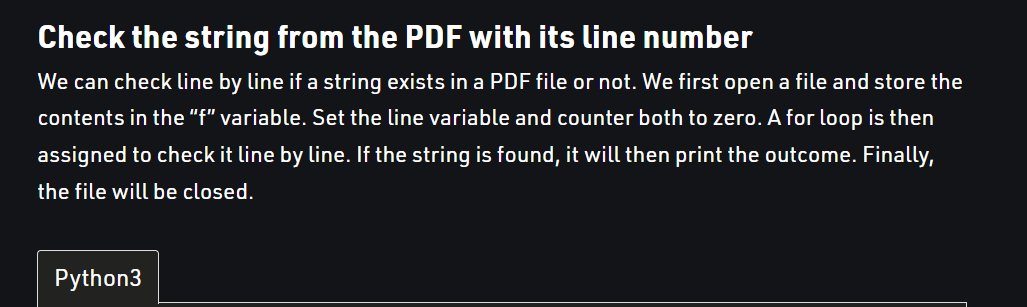 Check the string from the PDF with its line number
We can check line by line if a string exists in a PDF file or not. We first open a file and store the
contents in the “f” variable. Set the line variable and counter both to zero. A for loop is then
assigned to check it line by line. If the string is found, it will then print the outcome. Finally,
the file will be closed.
Python3